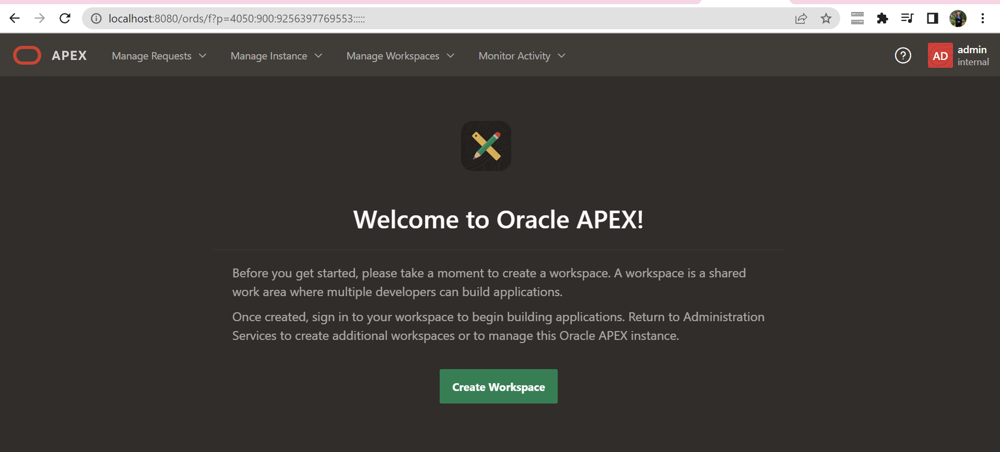 localhost:8080/ords/f?p=4050:900:9256397769553:::::
APEX Manage Requests Manage Instance Manage Workspaces Monitor Activity ? AD admin
internal
Welcome to Oracle APEX!
Before you get started, please take a moment to create a workspace. A workspace is a shared
work area where multiple developers can build applications.
Once created, sign in to your workspace to begin building applications. Return to Administration
Services to create additional workspaces or to manage this Oracle APEX instance.
Create Workspace